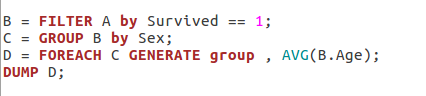 B = FILTER A by Survived == 1;
C = GROUP B by Sex;
D = FOREACH C GENERATE group , AVG(B.Age);
DUMP D;